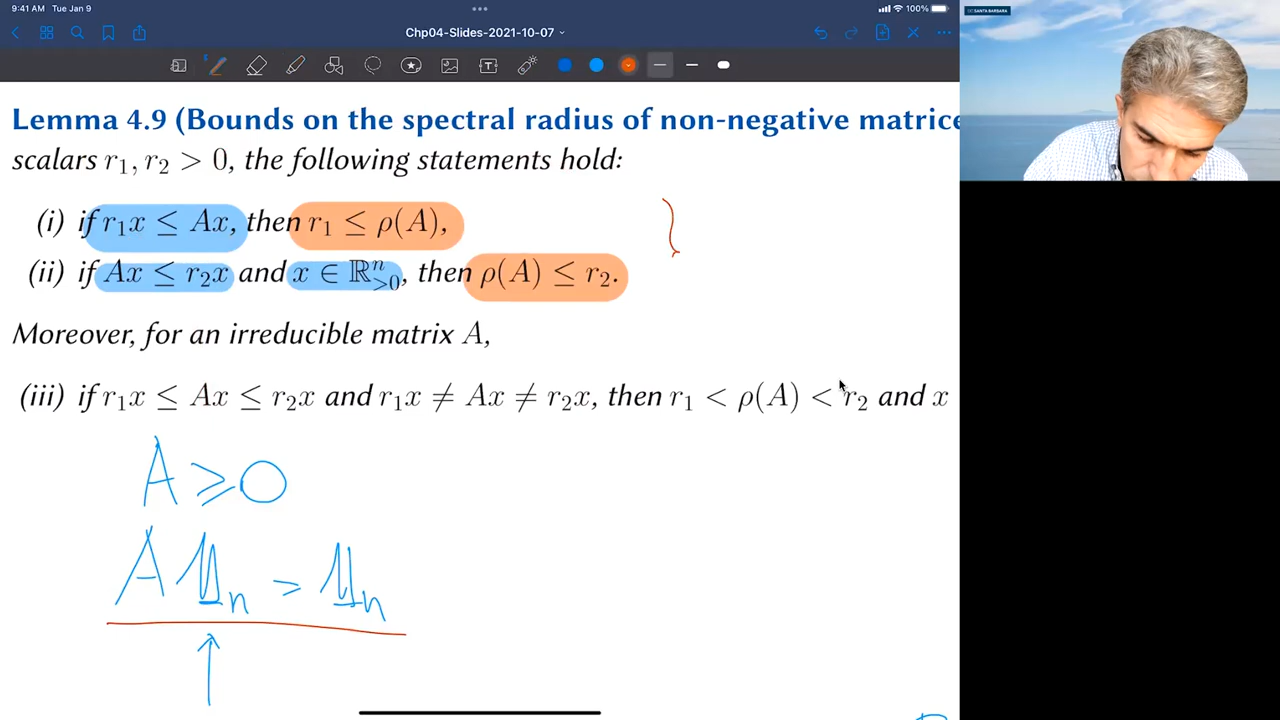 9:41 AM Tue Jan 9
100%
Chp04-Slides-2021-10-07
SANTA BARBARA
Lemma 4.9 (Bounds on the spectral radius of non-negative matrice
scalars r₁, r₂ > 0, the following statements hold:
(i) if r₁x ≤ Ax, then r₁ ≤ ρ(A),
(ii) if Ax ≤ r₂x and x ∈ ℝⁿ>0, then ρ(A) ≤ r₂.
Moreover, for an irreducible matrix A,
(iii) if r₁x ≤ Ax ≤ r₂x and r₁x ≠ Ax ≠ r₂x, then r₁ < ρ(A) < r₂ and x
A ≥ 0
A 𝟙n = 𝟙n